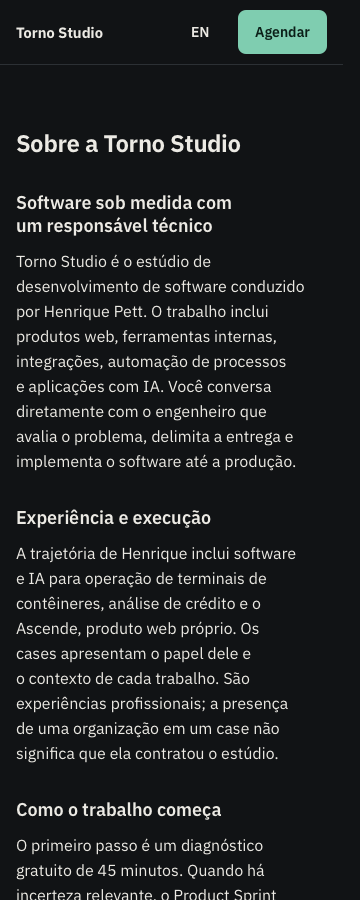 Torno Studio
EN
Agendar
Sobre a Torno Studio
Software sob medida com
um responsável técnico
Torno Studio é o estúdio de
desenvolvimento de software conduzido
por Henrique Pett. O trabalho inclui
produtos web, ferramentas internas,
integrações, automação de processos
e aplicações com IA. Você conversa
diretamente com o engenheiro que
avalia o problema, delimita a entrega e
implementa o software até a produção.
Experiência e execução
A trajetória de Henrique inclui software
e IA para operação de terminais de
contêineres, análise de crédito e o
Ascende, produto web próprio. Os
cases apresentam o papel dele e
o contexto de cada trabalho. São
experiências profissionais; a presença
de uma organização em um case não
significa que ela contratou o estúdio.
Como o trabalho começa
O primeiro passo é um diagnóstico
gratuito de 45 minutos. Quando há
incerteza relevante, o Product Sprint